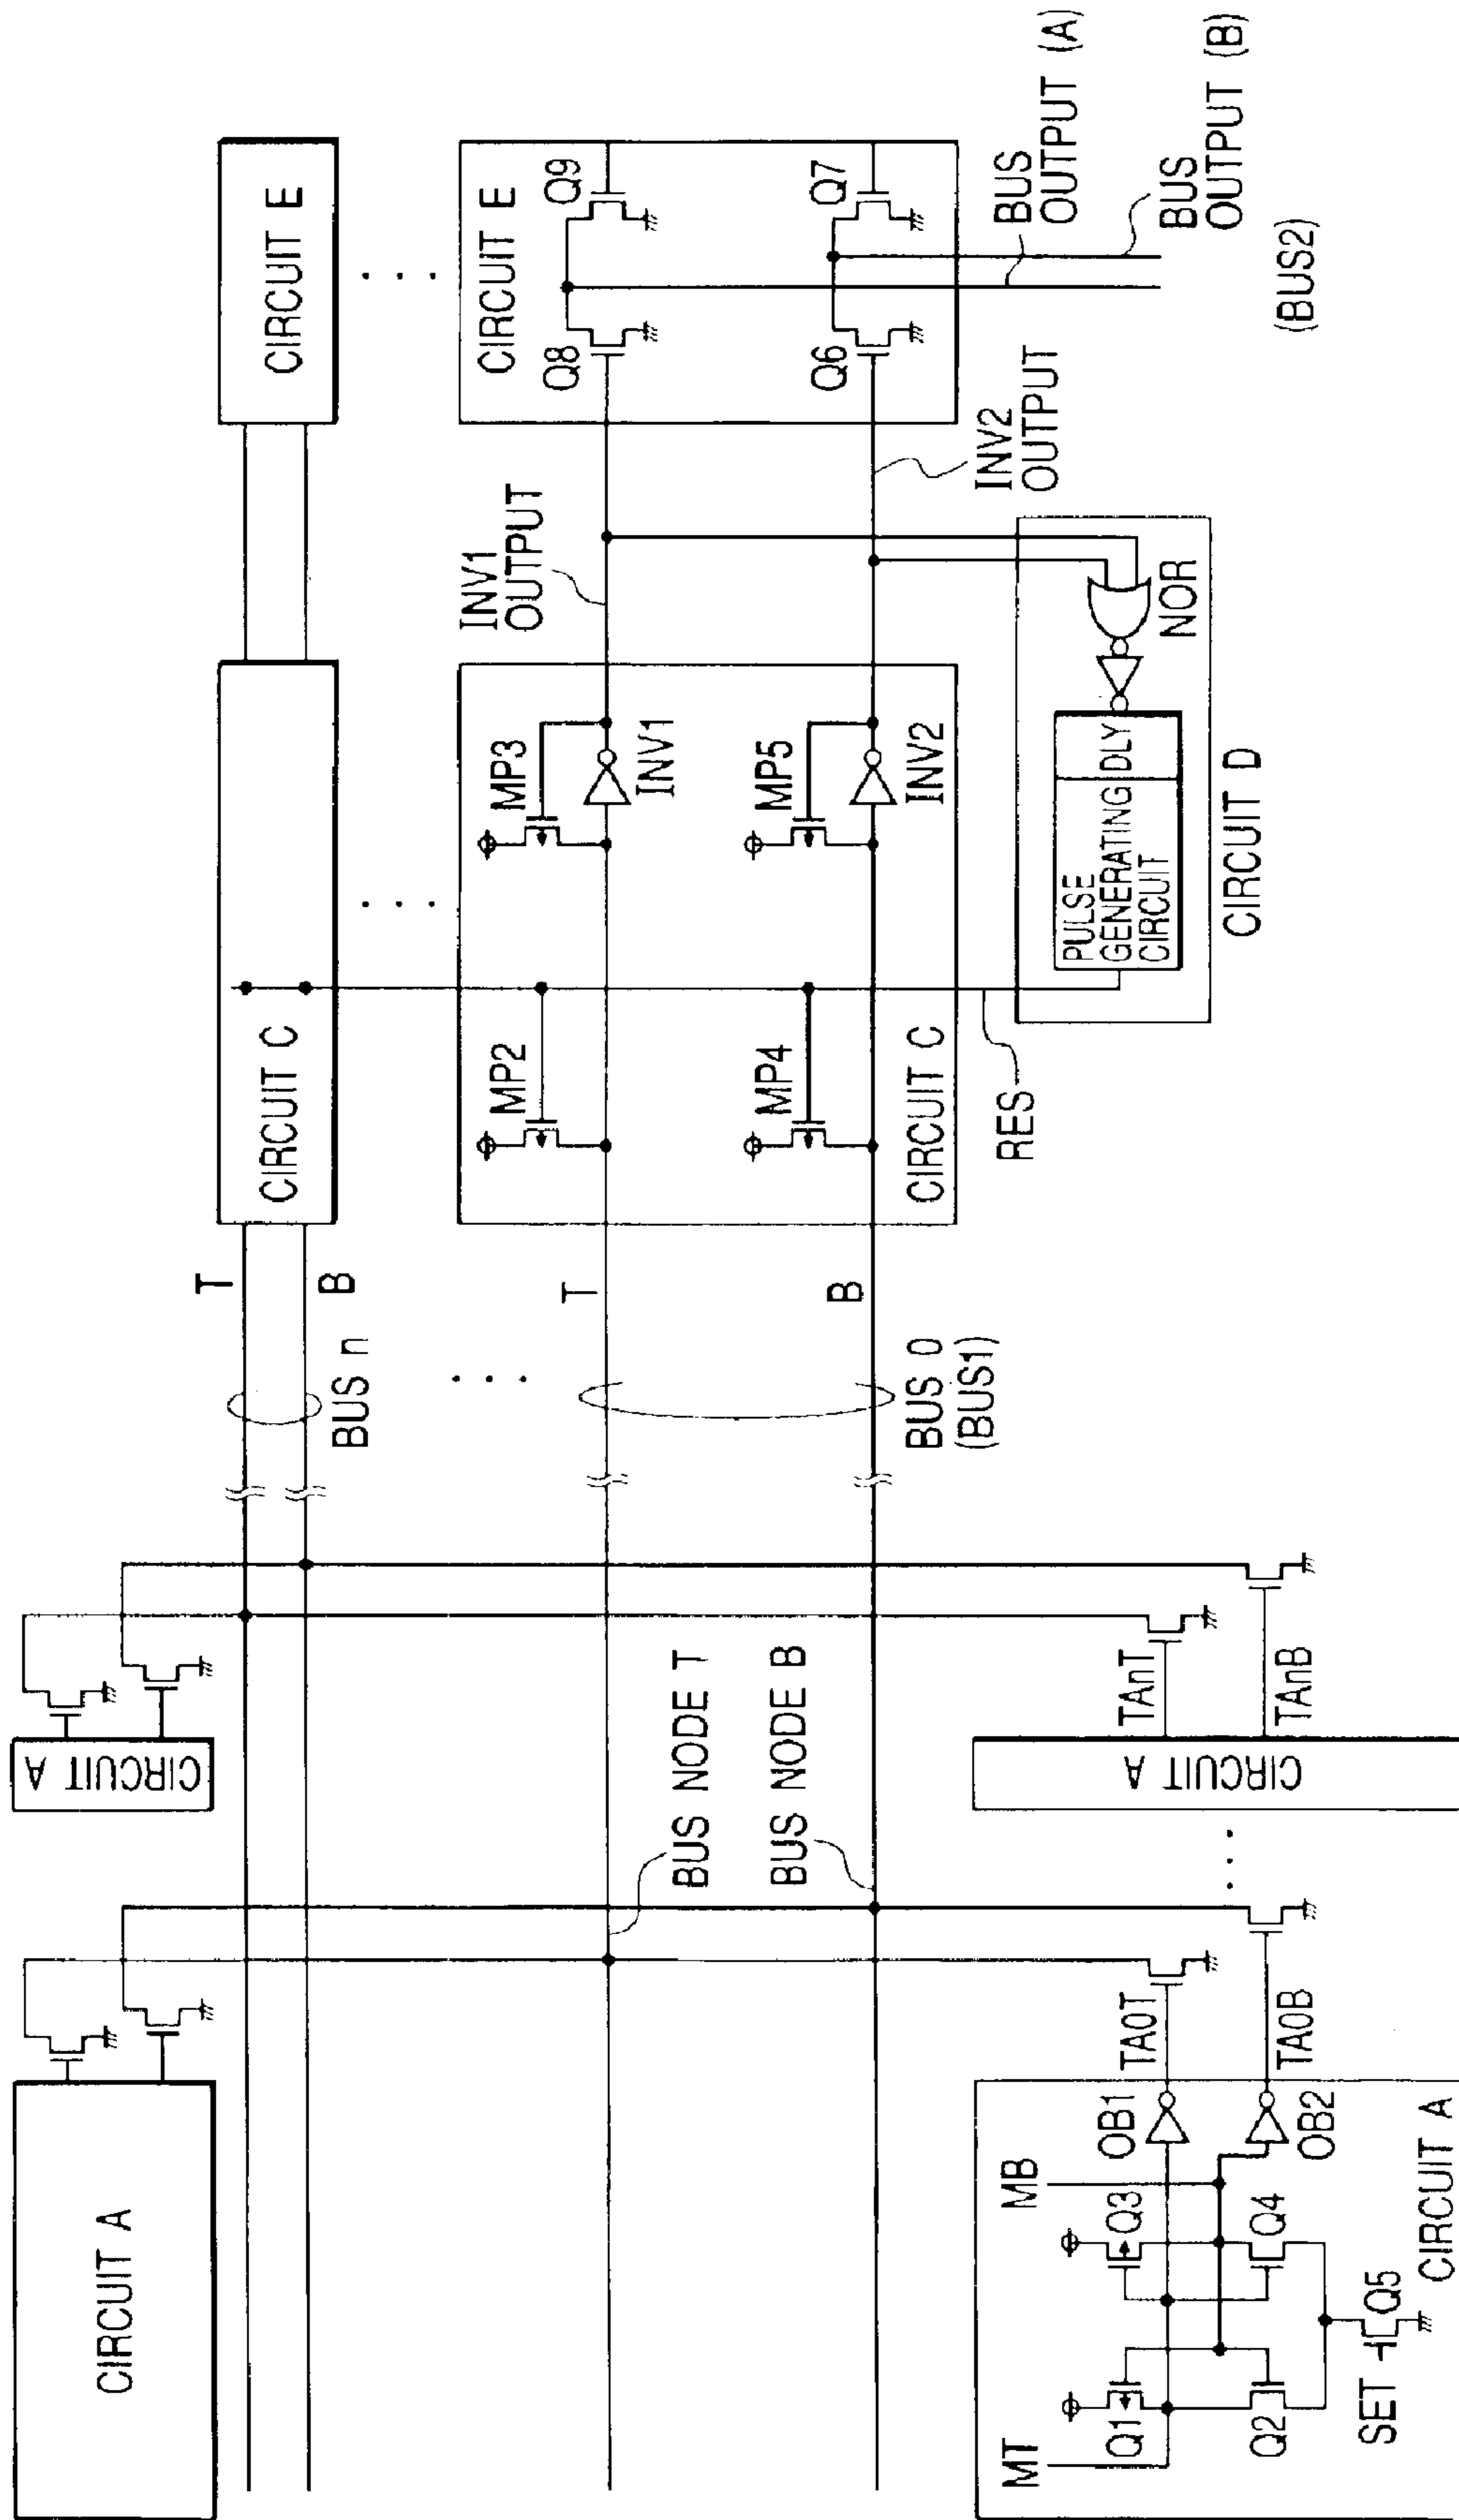 CIRCUIT A
CIRCUIT A
T
B
BUS n
CIRCUIT C
CIRCUIT E
BUS NODE T
BUS NODE B
T
B
BUS 0
(BUS1)
MP2
MP3
INV1
MP4
MP5
INV2
CIRCUIT C
RES
INV1
OUTPUT
INV2
OUTPUT
CIRCUIT E
Q8
Q9
Q6
Q7
BUS
OUTPUT (A)
BUS
OUTPUT (B)
(BUS2)
PULSE
GENERATING
CIRCUIT
DLY
NOR
CIRCUIT D
MT
MB
Q1
Q3
Q2
Q4
SET
Q5
OB1
OB2
CIRCUIT A
TA0T
TA0B
CIRCUIT A
TAnT
TAnB